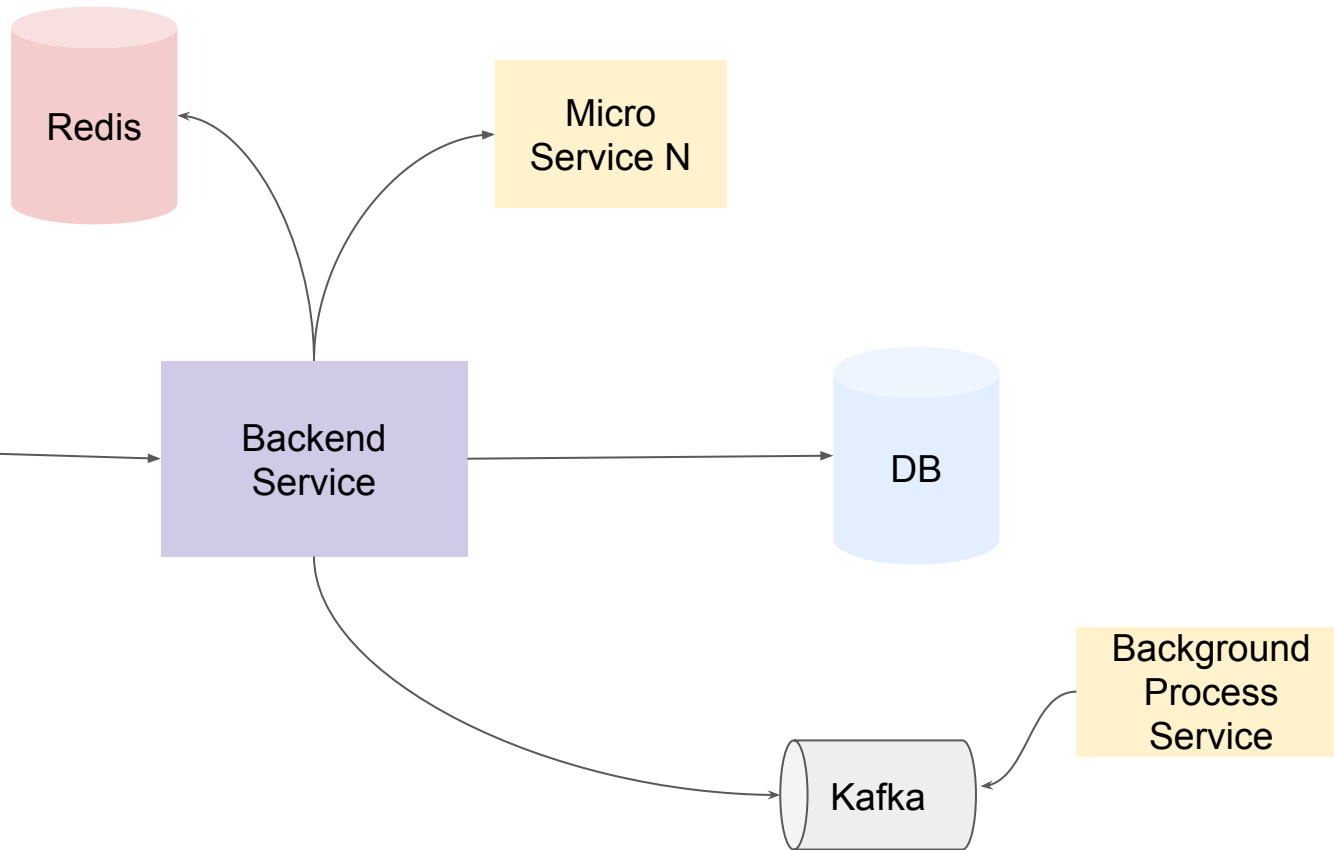 Redis
Micro
Service N
Backend
Service
DB
Background
Process
Service
Kafka